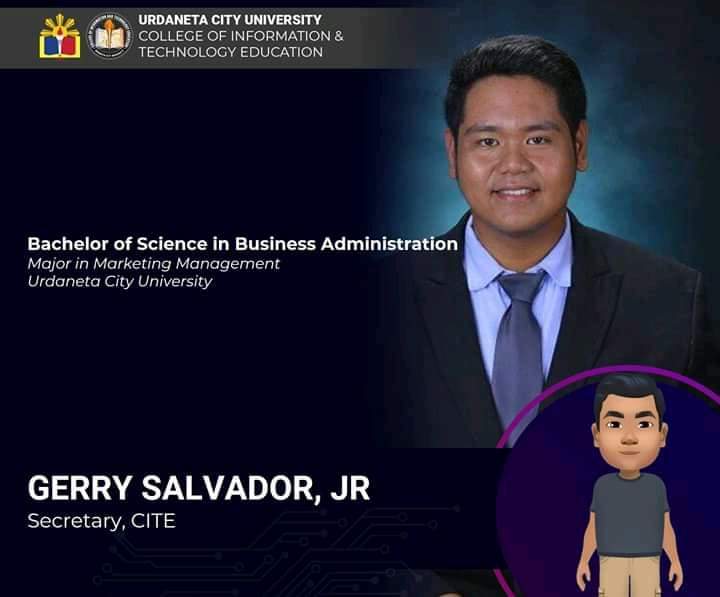 URDANETA CITY UNIVERSITY
COLLEGE OF INFORMATION &
TECHNOLOGY EDUCATION
Bachelor of Science in Business Administration
Major in Marketing Management
Urdaneta City University
GERRY SALVADOR, JR
Secretary, CITE